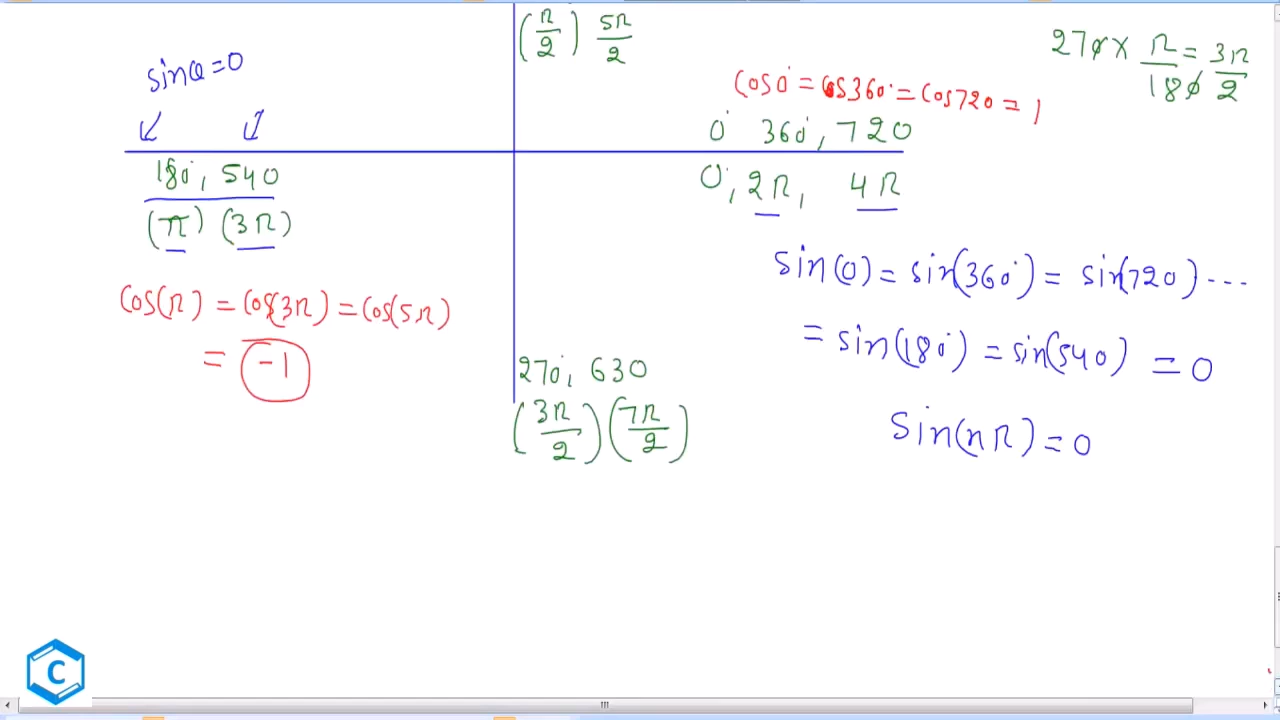 (π/2) 5π/2
270 × π/180 = 3π/2
sinθ=0
cos0° = cos360° = cos720 = 1
0° 360°, 720
180°, 540
0°, 2π, 4π
(π) (3π)
sin(0) = sin(360°) = sin(720) ...
cos(π) = cos(3π) = cos(5π)
= -1
= sin(180°) = sin(540) = 0
270°, 630
(3π/2) (7π/2)
Sin(nπ) = 0
C